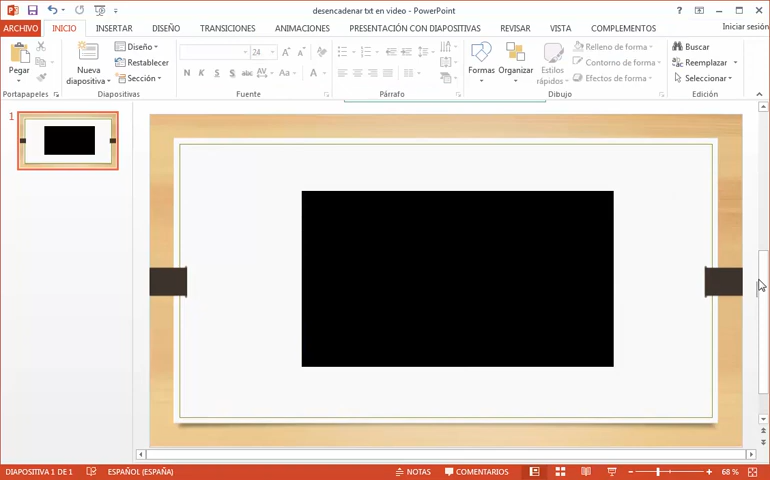 desencadenar txt en video - PowerPoint
ARCHIVO INICIO INSERTAR DISEÑO TRANSICIONES ANIMACIONES PRESENTACIÓN CON DIAPOSITIVAS REVISAR VISTA COMPLEMENTOS Iniciar sesión
Pegar
Nueva diapositiva
Diseño
Restablecer
Sección
24
N K S abc AV Aa A
Formas
Organizar
Estilos rápidos
Relleno de forma
Contorno de forma
Efectos de forma
Buscar
Reemplazar
Seleccionar
Portapapeles Diapositivas Fuente Párrafo Dibujo Edición
1
DIAPOSITIVA 1 DE 1 ESPAÑOL (ESPAÑA) NOTAS COMENTARIOS 68 %